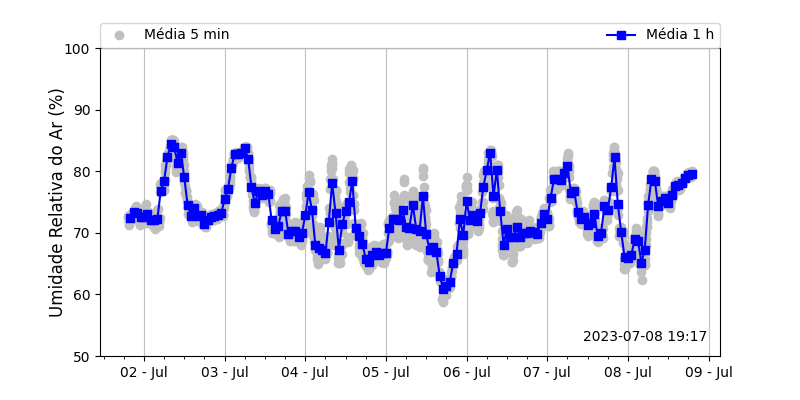 Média 5 min Média 1 h
Umidade Relativa do Ar (%)
100
90
80
70
60
50
2023-07-08 19:17
02 - Jul 03 - Jul 04 - Jul 05 - Jul 06 - Jul 07 - Jul 08 - Jul 09 - Jul